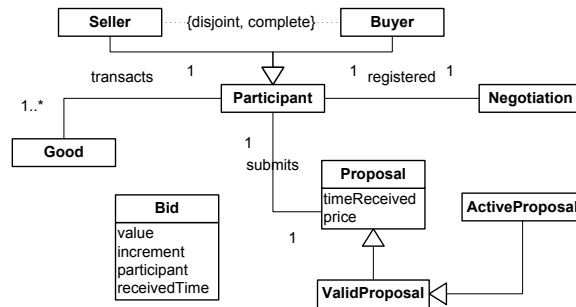 Seller
{disjoint, complete}
Buyer
transacts
1
1
registered
1
Participant
Negotiation
1..*
Good
1
submits
Proposal
timeReceived
price
1
Bid
value
increment
participant
receivedTime
ActiveProposal
ValidProposal